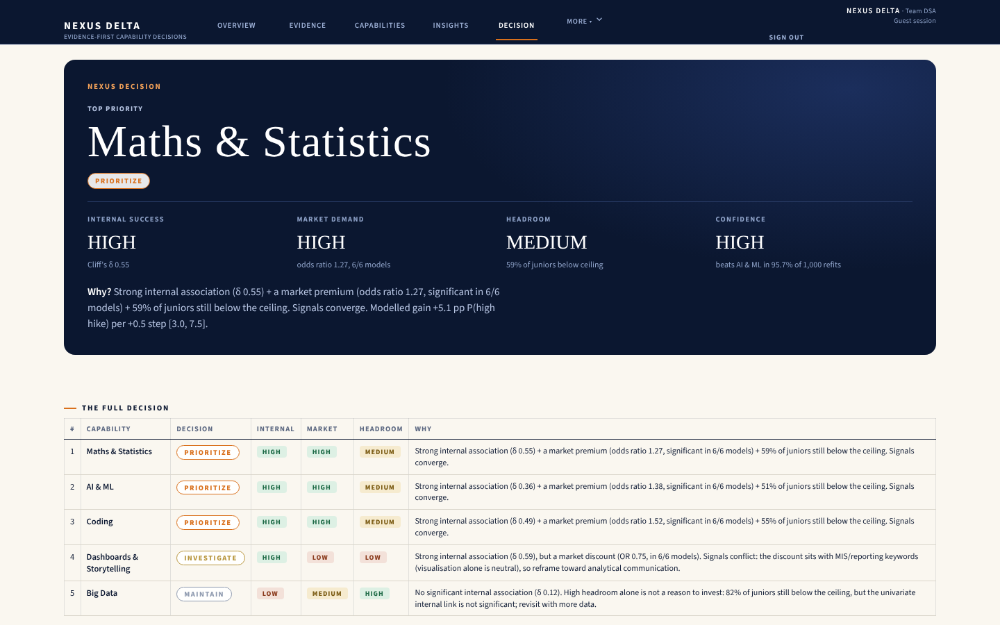 NEXUS DELTA
EVIDENCE-FIRST CAPABILITY DECISIONS
OVERVIEW
EVIDENCE
CAPABILITIES
INSIGHTS
DECISION
MORE
NEXUS DELTA · Team DSA
Guest session
SIGN OUT
NEXUS DECISION
TOP PRIORITY
Maths & Statistics
PRIORITIZE
INTERNAL SUCCESS
HIGH
Cliff's δ 0.55
MARKET DEMAND
HIGH
odds ratio 1.27, 6/6 models
HEADROOM
MEDIUM
59% of juniors below ceiling
CONFIDENCE
HIGH
beats AI & ML in 95.7% of 1,000 refits
Why? Strong internal association (δ 0.55) + a market premium (odds ratio 1.27, significant in 6/6
models) + 59% of juniors still below the ceiling. Signals converge. Modelled gain +5.1 pp P(high
hike) per +0.5 step [3.0, 7.5].
THE FULL DECISION
# CAPABILITY DECISION INTERNAL MARKET HEADROOM WHY
1 Maths & Statistics PRIORITIZE HIGH HIGH MEDIUM Strong internal association (δ 0.55) + a market premium (odds ratio 1.27, significant in 6/6 models) + 59% of juniors still below the ceiling. Signals
converge.
2 AI & ML PRIORITIZE HIGH HIGH MEDIUM Strong internal association (δ 0.36) + a market premium (odds ratio 1.38, significant in 6/6 models) + 51% of juniors still below the ceiling. Signals
converge.
3 Coding PRIORITIZE HIGH HIGH MEDIUM Strong internal association (δ 0.49) + a market premium (odds ratio 1.52, significant in 6/6 models) + 55% of juniors still below the ceiling. Signals
converge.
4 Dashboards & INVESTIGATE HIGH LOW LOW Strong internal association (δ 0.59), but a market discount (OR 0.75, in 6/6 models). Signals conflict: the discount sits with MIS/reporting keywords
Storytelling (visualisation alone is neutral), so reframe toward analytical communication.
5 Big Data MAINTAIN LOW MEDIUM HIGH No significant internal association (δ 0.12). High headroom alone is not a reason to invest: 82% of juniors still below the ceiling, but the univariate
internal link is not significant; revisit with more data.